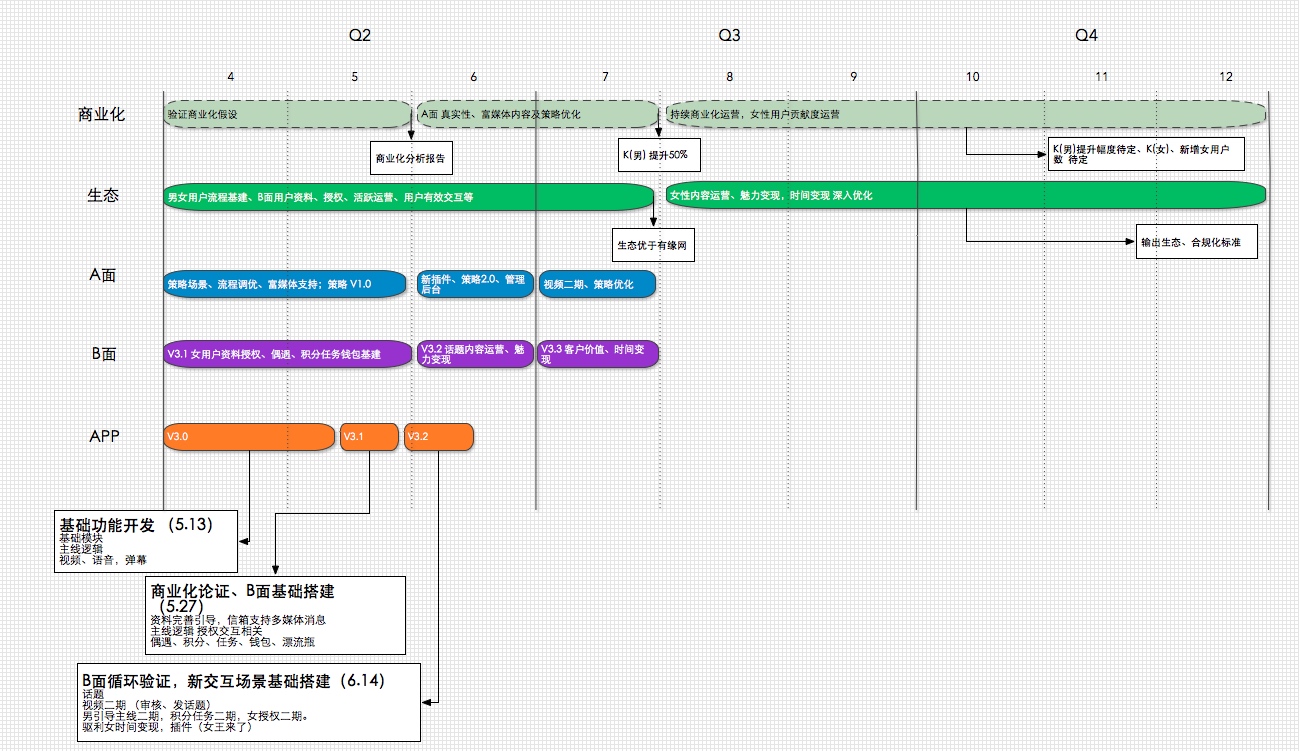 Q2
Q3
Q4
4
5
6
7
8
9
10
11
12
商业化
验证商业化假设
A面 真实性、富媒体内容及策略优化
持续商业化运营，女性用户贡献度运营
商业化分析报告
K(男) 提升50%
K(男)提升幅度待定、K(女)、新增女用户
数 待定
生态
男女用户流程基建、B面用户资料、授权、活跃运营、用户有效交互等
女性内容运营、魅力变现，时间变现 深入优化
生态优于有缘网
输出生态、合规化标准
A面
策略场景、流程调优、富媒体支持；策略 V1.0
新插件、策略2.0、管理
后台
视频二期、策略优化
B面
V3.1 女用户资料授权、偶遇、积分任务钱包基建
V3.2 话题内容运营、魅
力变现
V3.3 客户价值、时间变
现
APP
V3.0
V3.1
V3.2
基础功能开发 （5.13）
基础模块
主线逻辑
视频、语音，弹幕
商业化论证、B面基础搭建
（5.27）
资料完善引导，信箱支持多媒体消息
主线逻辑 授权交互相关
偶遇、积分、任务、钱包、漂流瓶
B面循环验证，新交互场景基础搭建（6.14）
话题
视频二期 （审核、发话题）
男引导主线二期，积分任务二期，女授权二期。
驱利女时间变现，插件（女王来了）